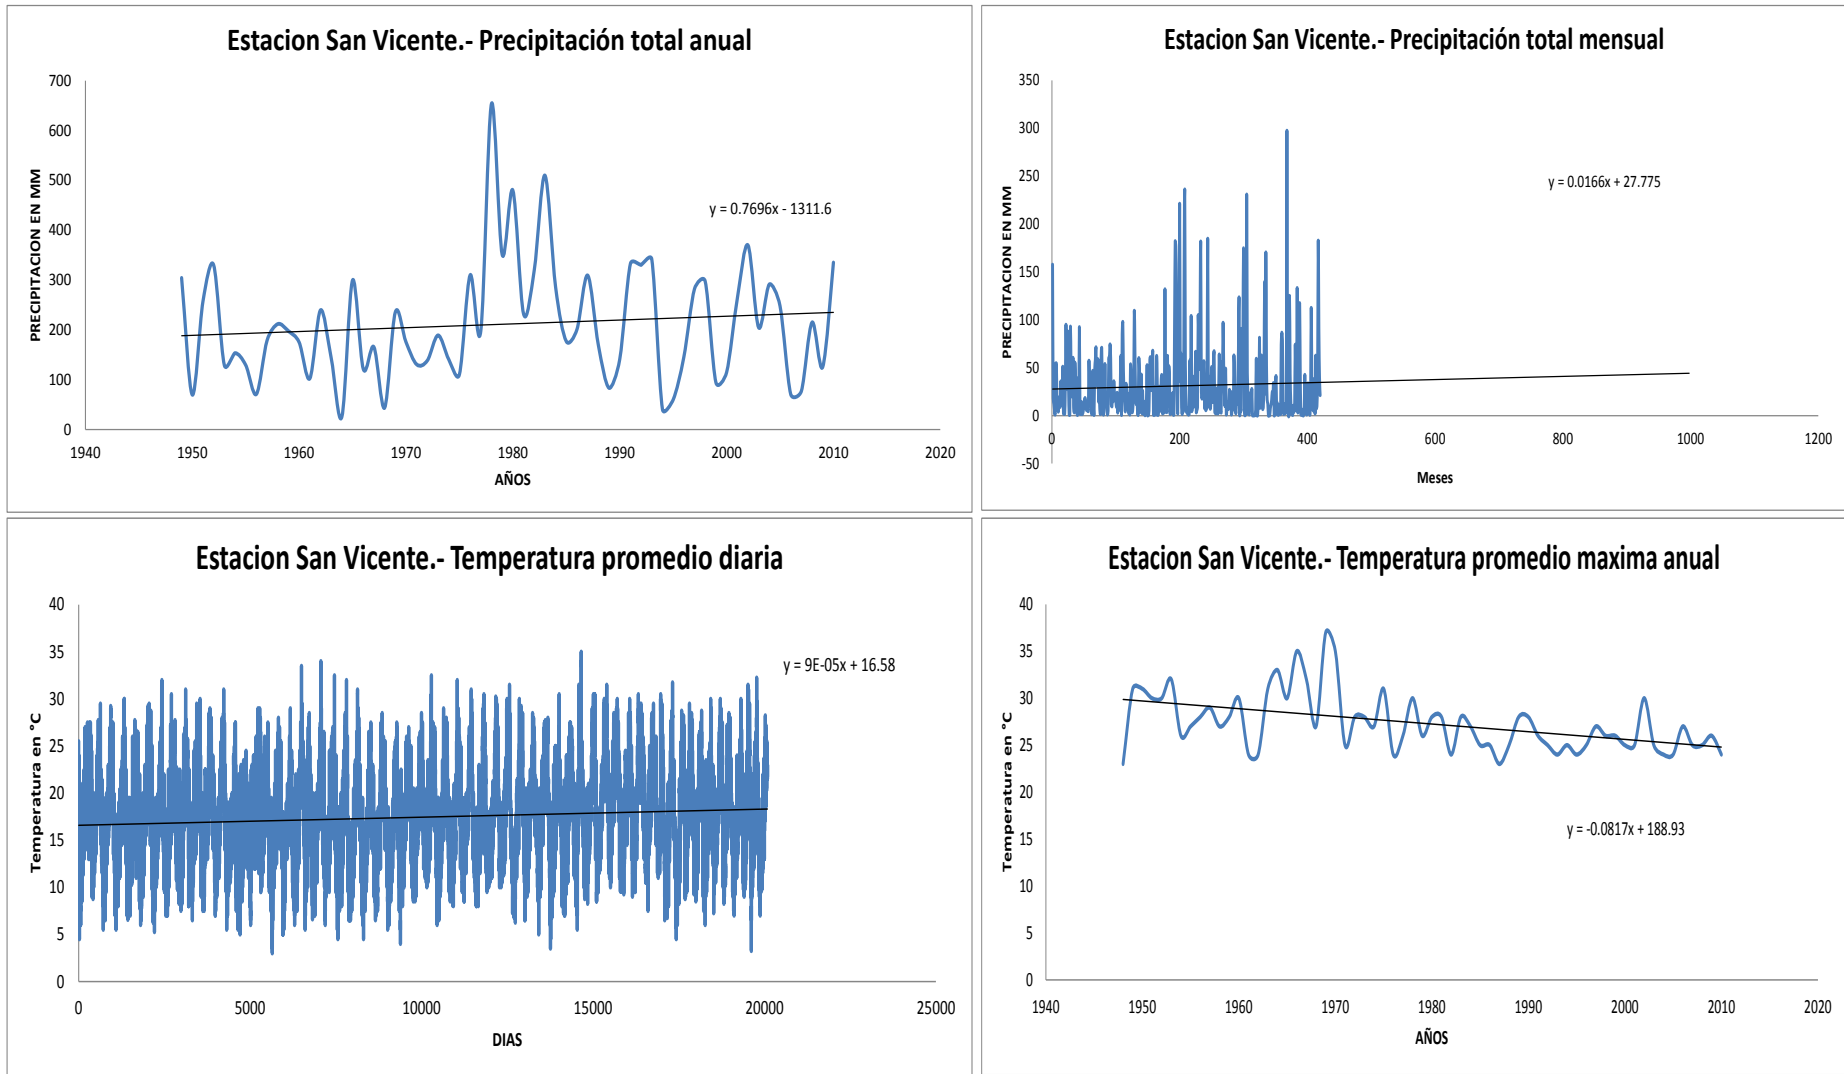 Estacion San Vicente.- Precipitación total anual
700
600
500
400
300
200
100
0
PRECIPITACION EN MM
y = 0.7696x - 1311.6
1940 1950 1960 1970 1980 1990 2000 2010 2020
AÑOS
Estacion San Vicente.- Precipitación total mensual
350
300
250
200
150
100
50
0
-50
PRECIPITACION EN MM
y = 0.0166x + 27.775
0 200 400 600 800 1000 1200
Meses
Estacion San Vicente.- Temperatura promedio diaria
40
35
30
25
20
15
10
5
0
Temperatura en °C
y = 9E-05x + 16.58
0 5000 10000 15000 20000 25000
DIAS
Estacion San Vicente.- Temperatura promedio maxima anual
40
35
30
25
20
15
10
5
0
Temperatura en °C
y = -0.0817x + 188.93
1940 1950 1960 1970 1980 1990 2000 2010 2020
AÑOS